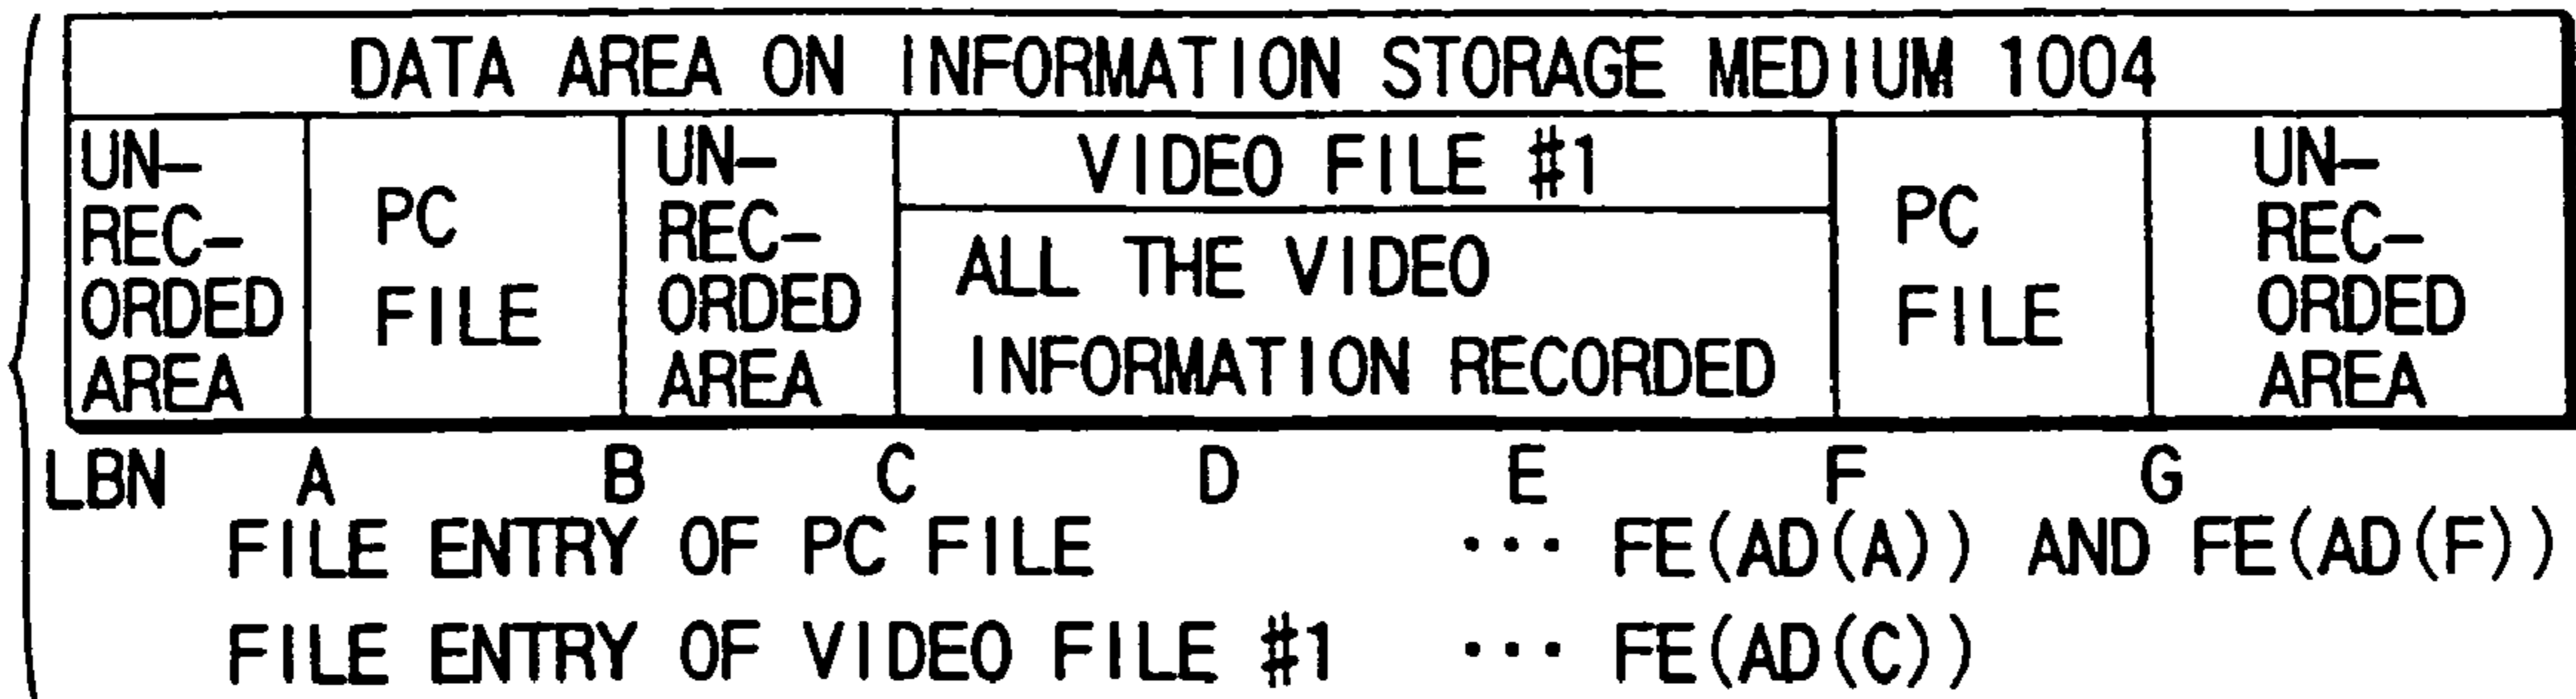 DATA AREA ON INFORMATION STORAGE MEDIUM 1004
UN-
REC-
ORDED
AREA
PC
FILE
UN-
REC-
ORDED
AREA
VIDEO FILE #1
ALL THE VIDEO
INFORMATION RECORDED
PC
FILE
UN-
REC-
ORDED
AREA
LBN A B C D E F G
FILE ENTRY OF PC FILE ··· FE(AD(A)) AND FE(AD(F))
FILE ENTRY OF VIDEO FILE #1 ··· FE(AD(C))